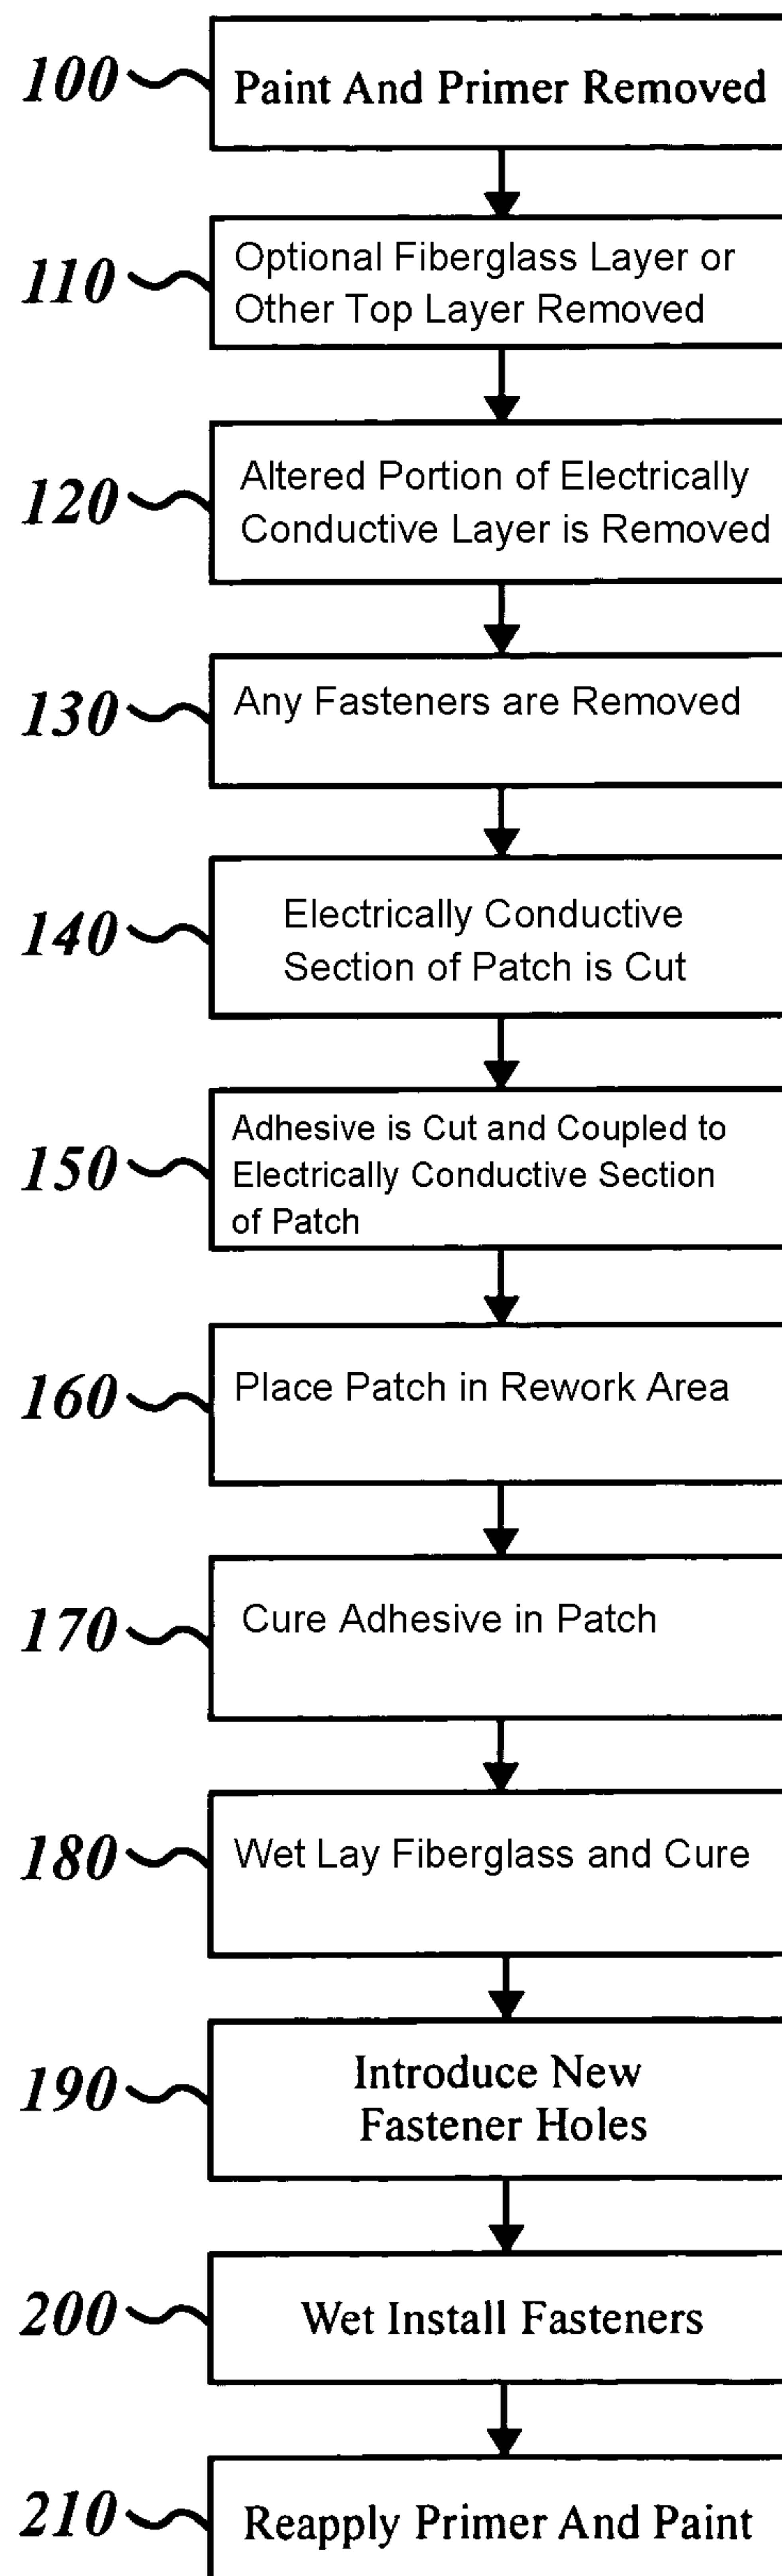 100
Paint And Primer Removed
110
Optional Fiberglass Layer or
Other Top Layer Removed
120
Altered Portion of Electrically
Conductive Layer is Removed
130
Any Fasteners are Removed
140
Electrically Conductive
Section of Patch is Cut
150
Adhesive is Cut and Coupled to
Electrically Conductive Section
of Patch
160
Place Patch in Rework Area
170
Cure Adhesive in Patch
180
Wet Lay Fiberglass and Cure
190
Introduce New
Fastener Holes
200
Wet Install Fasteners
210
Reapply Primer And Paint